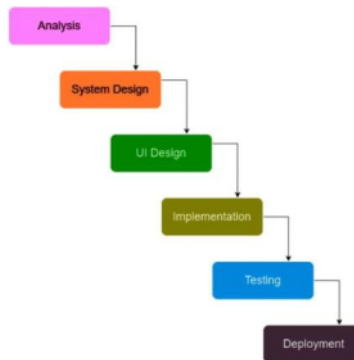 Analysis
System Design
UI Design
Implementation
Testing
Deployment